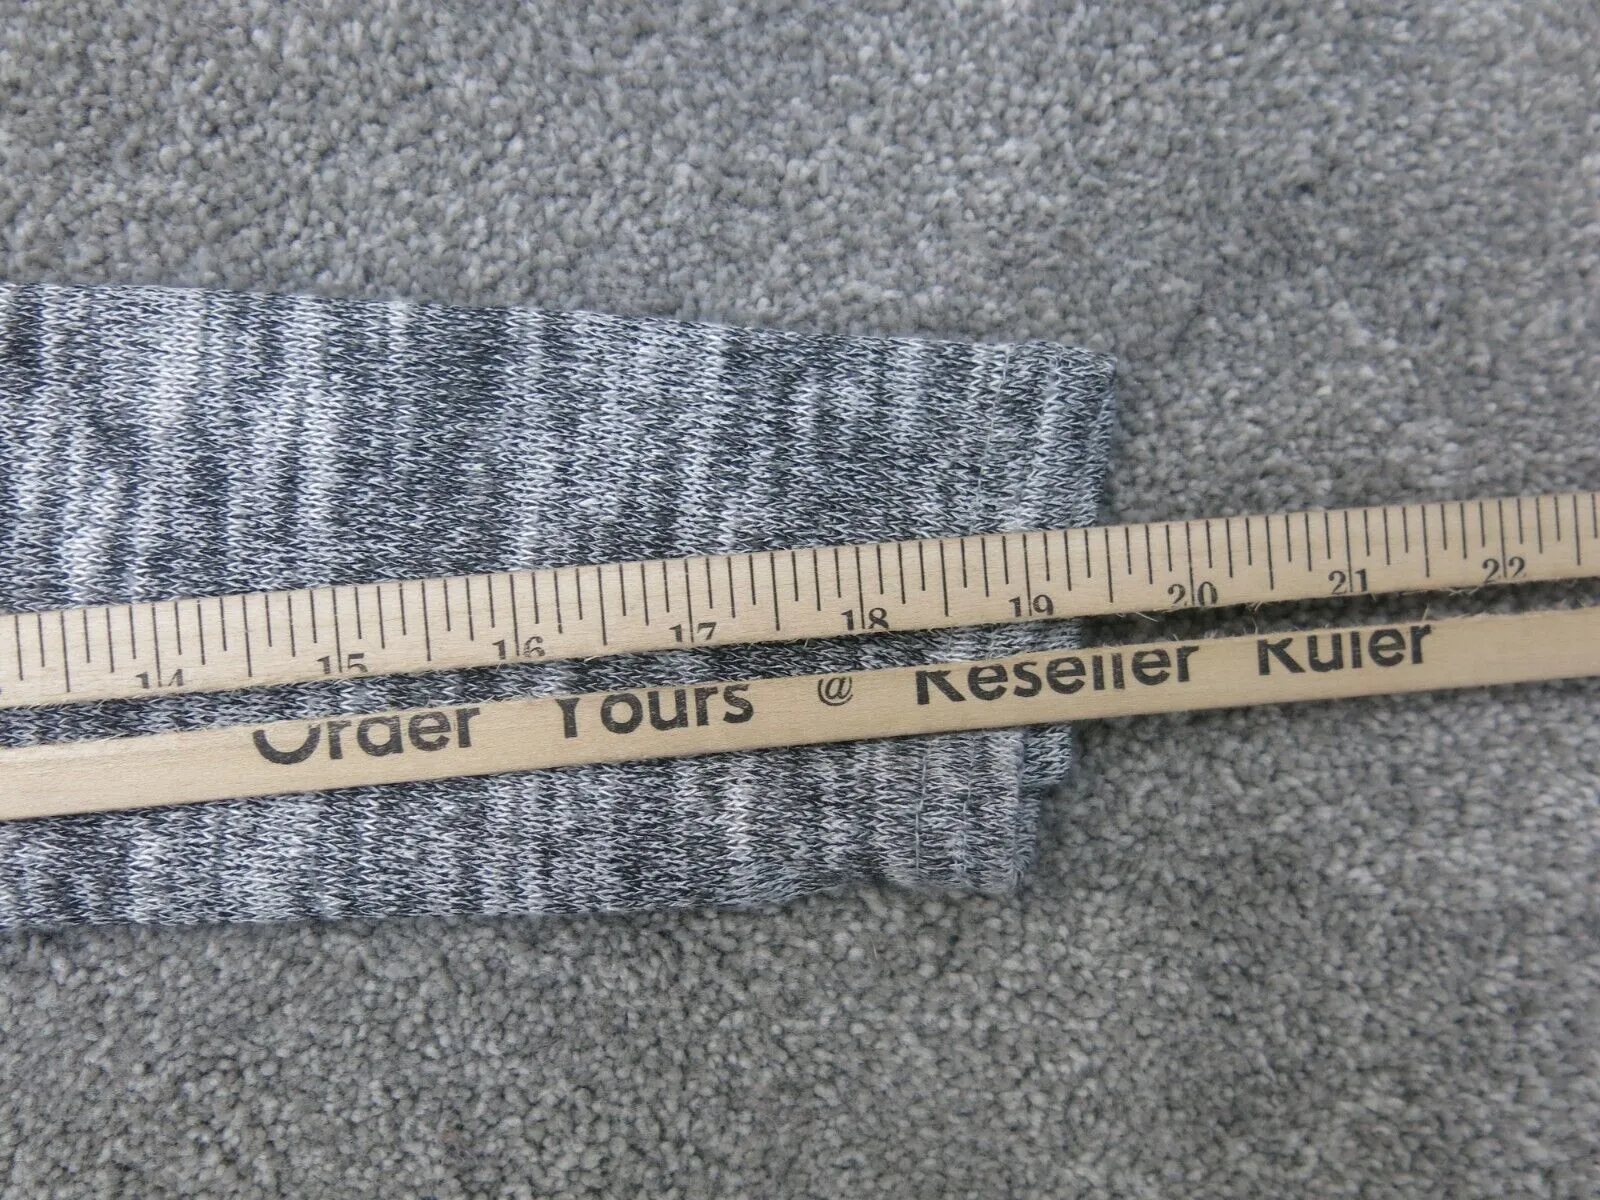 14 15 16 17 18 19 20 21 22
Order Yours @ Reseller Ruler